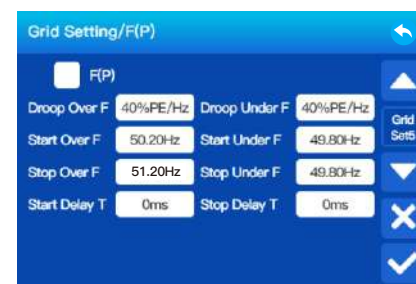 Grid Setting/F(P)
F(P)
Droop Over F 40%PE/Hz Droop Under F 40%PE/Hz
Start Over F 50.20Hz Start Under F 49.80Hz
Stop Over F 51.20Hz Stop Under F 49.80Hz
Start Delay T 0ms Stop Delay T 0ms
Grid
Set5